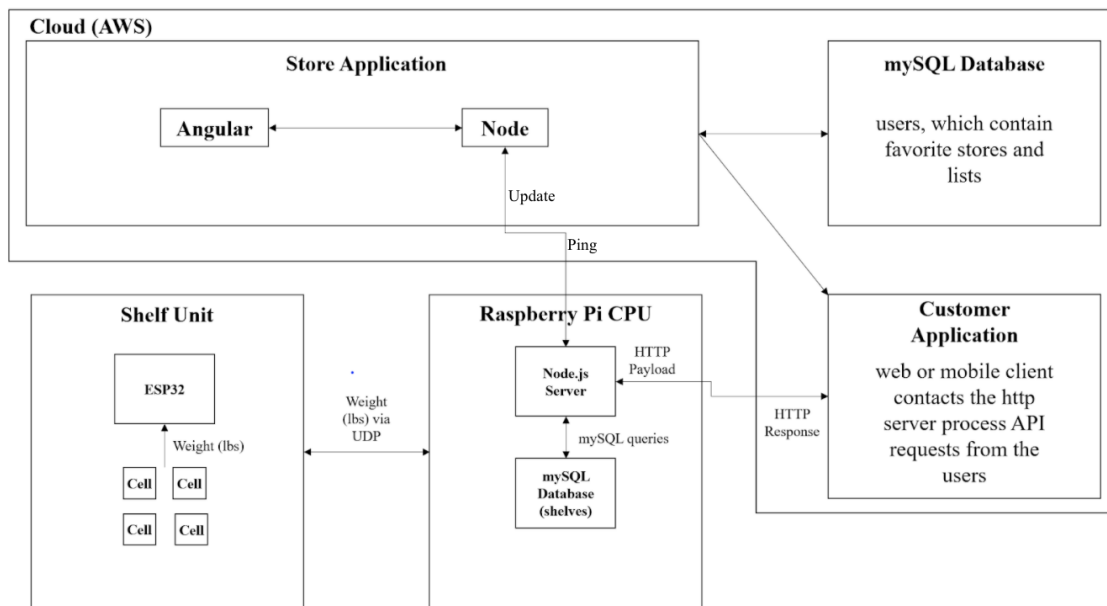 Cloud (AWS)
Store Application
Angular
Node
Update
Ping
mySQL Database
users, which contain
favorite stores and
lists
Shelf Unit
ESP32
Weight (lbs)
Cell
Cell
Cell
Cell
Weight
(lbs) via
UDP
Raspberry Pi CPU
Node.js
Server
mySQL queries
mySQL
Database
(shelves)
HTTP
Payload
HTTP
Response
Customer
Application
web or mobile client
contacts the http
server process API
requests from the
users